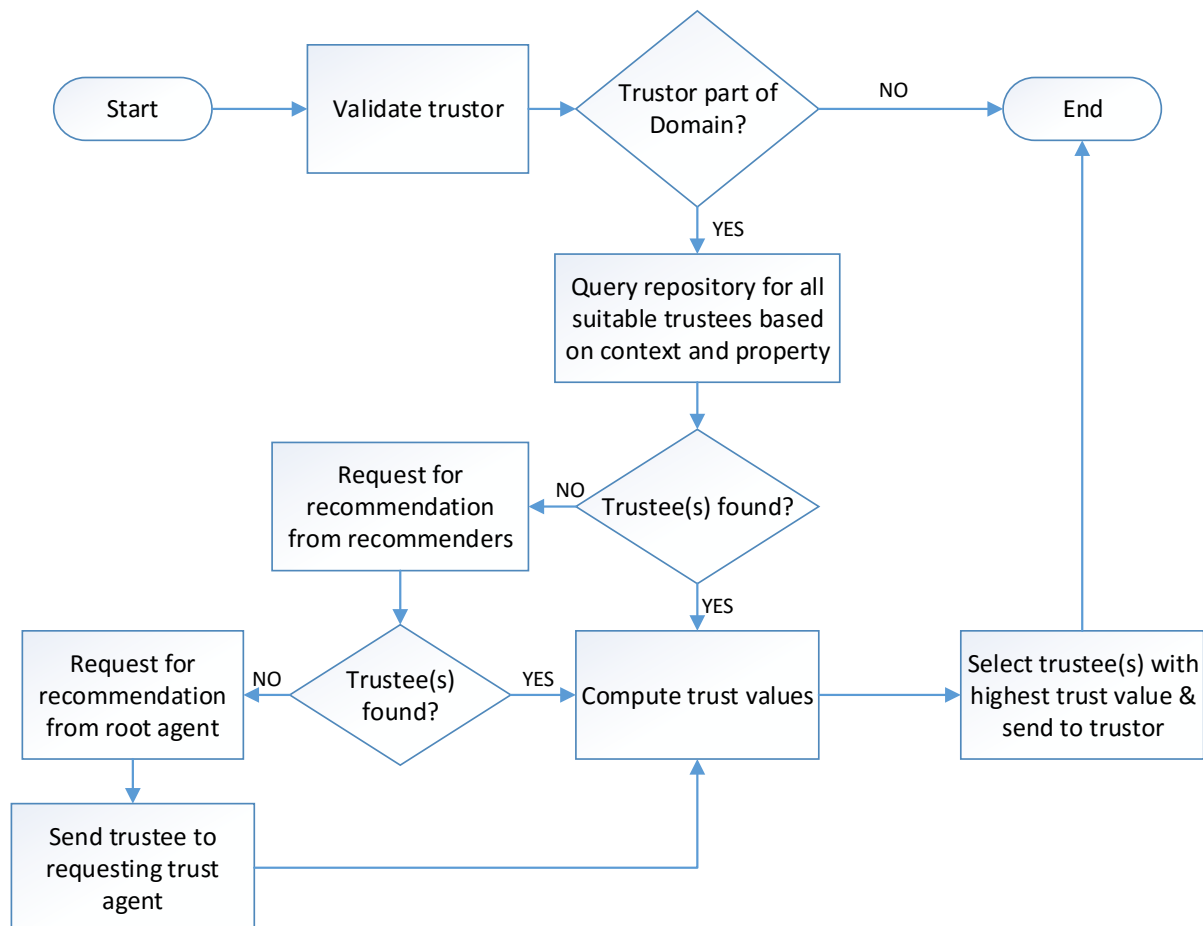 Start
Validate trustor
Trustor part of
Domain?
NO
End
YES
Query repository for all
suitable trustees based
on context and property
Request for
recommendation
from recommenders
NO
Trustee(s) found?
YES
Request for
recommendation
from root agent
NO
Trustee(s)
found?
YES
Compute trust values
Select trustee(s) with
highest trust value &
send to trustor
Send trustee to
requesting trust
agent